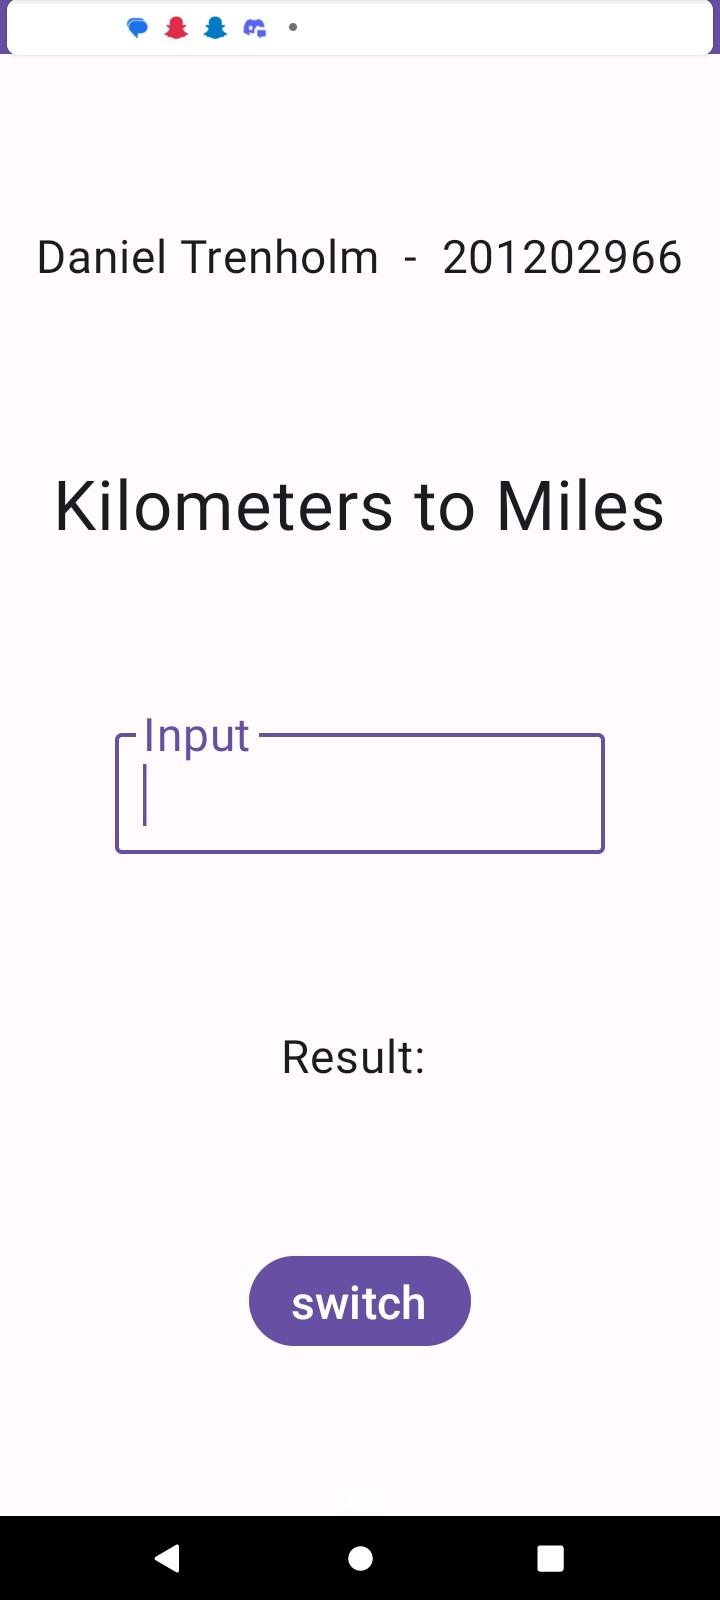 Daniel Trenholm - 201202966
Kilometers to Miles
Input
Result:
switch